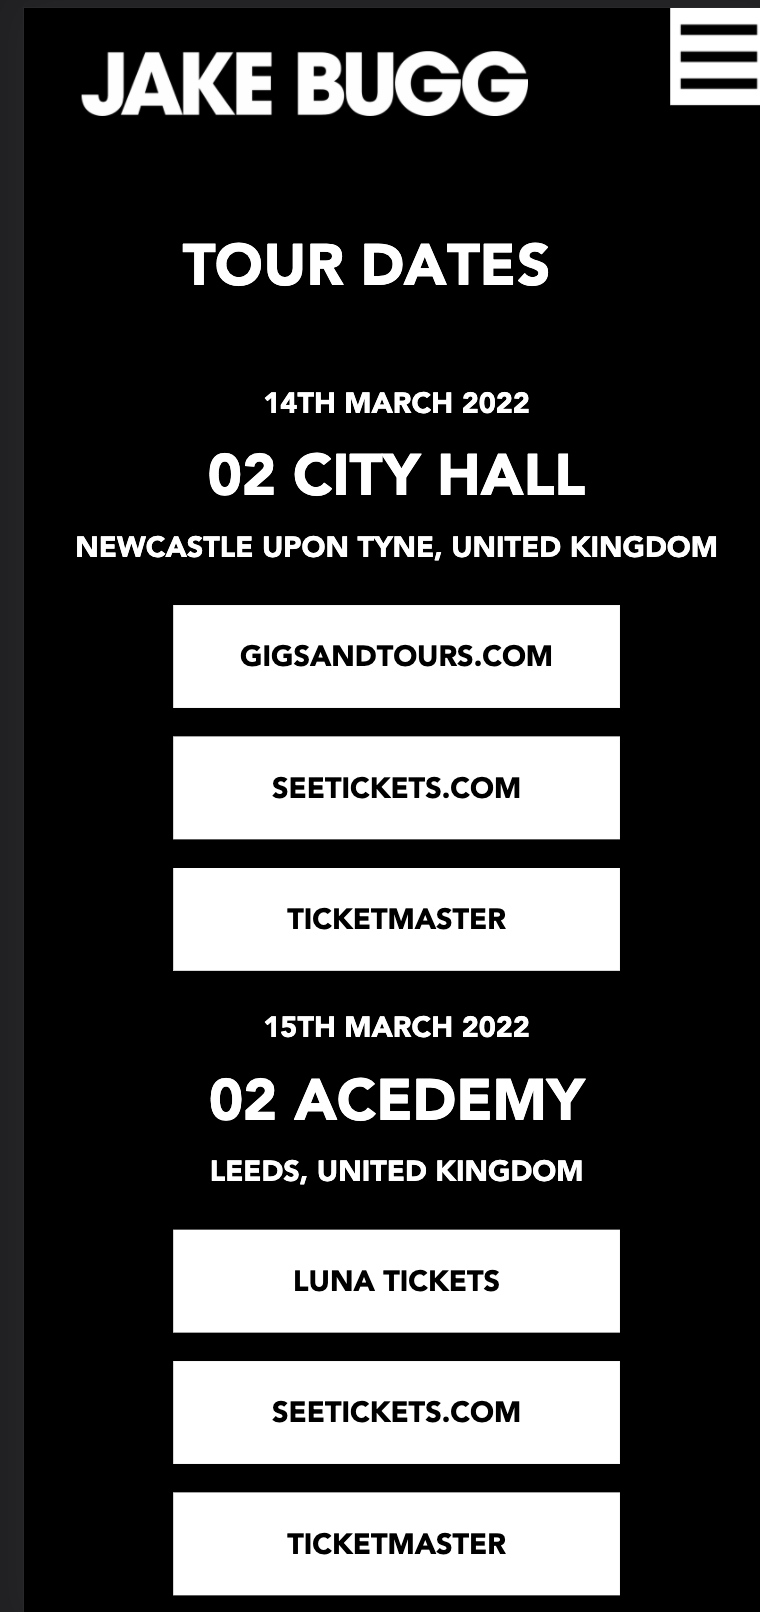 JAKE BUGG
TOUR DATES
14TH MARCH 2022
02 CITY HALL
NEWCASTLE UPON TYNE, UNITED KINGDOM
GIGSANDTOURS.COM
SEETICKETS.COM
TICKETMASTER
15TH MARCH 2022
02 ACEDEMY
LEEDS, UNITED KINGDOM
LUNA TICKETS
SEETICKETS.COM
TICKETMASTER